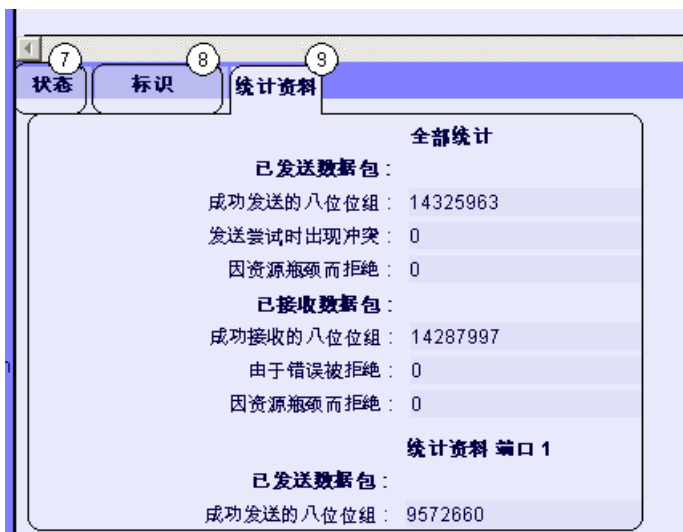 7 8 9
状态 标识 统计资料
全部统计
已发送数据包:
成功发送的八位位组: 14325963
发送尝试时出现冲突: 0
因资源瓶颈而拒绝: 0
已接收数据包:
成功接收的八位位组: 14287997
由于错误被拒绝: 0
因资源瓶颈而拒绝: 0
统计资料 端口 1
已发送数据包:
成功发送的八位位组: 9572660